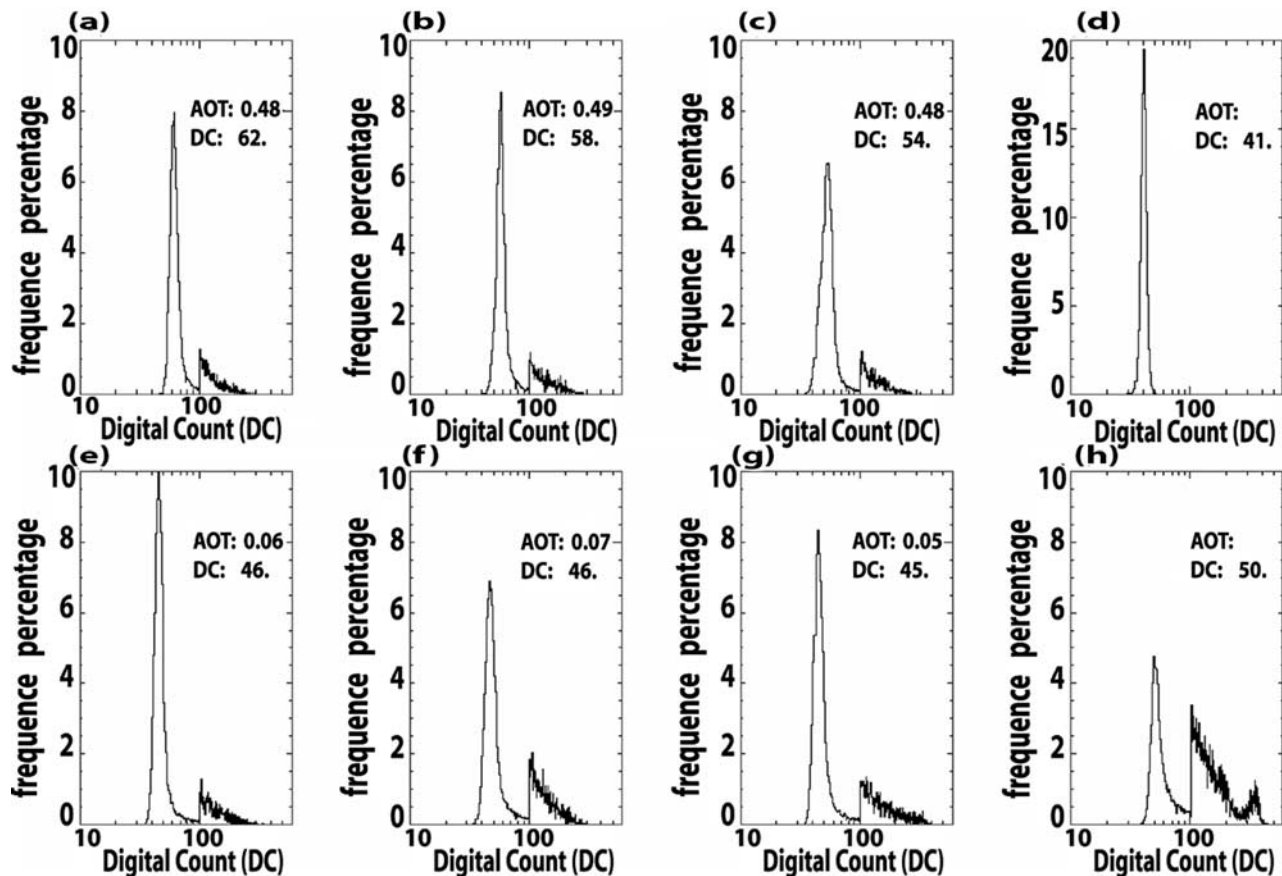 (a)
frequence percentage
10
8
6
4
2
0
AOT: 0.48
DC: 62.
10 100
Digital Count (DC)
(b)
frequence percentage
10
8
6
4
2
0
AOT: 0.49
DC: 58.
10 100
Digital Count (DC)
(c)
frequence percentage
10
8
6
4
2
0
AOT: 0.48
DC: 54.
10 100
Digital Count (DC)
(d)
frequence percentage
20
15
10
5
0
AOT:
DC: 41.
10 100
Digital Count (DC)
(e)
frequence percentage
10
8
6
4
2
0
AOT: 0.06
DC: 46.
10 100
Digital Count (DC)
(f)
frequence percentage
10
8
6
4
2
0
AOT: 0.07
DC: 46.
10 100
Digital Count (DC)
(g)
frequence percentage
10
8
6
4
2
0
AOT: 0.05
DC: 45.
10 100
Digital Count (DC)
(h)
frequence percentage
10
8
6
4
2
0
AOT:
DC: 50.
10 100
Digital Count (DC)